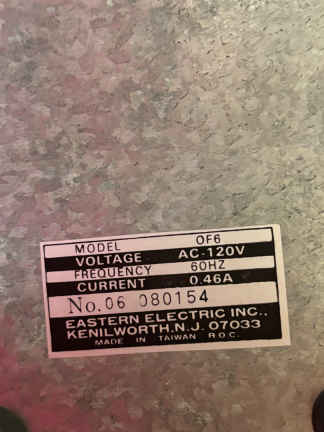 MODEL OF6
VOLTAGE AC-120V
FREQUENCY 60HZ
CURRENT 0.46A
No. 06 080154
EASTERN ELECTRIC INC.,
KENILWORTH, N.J. 07033
MADE IN TAIWAN R.O.C.